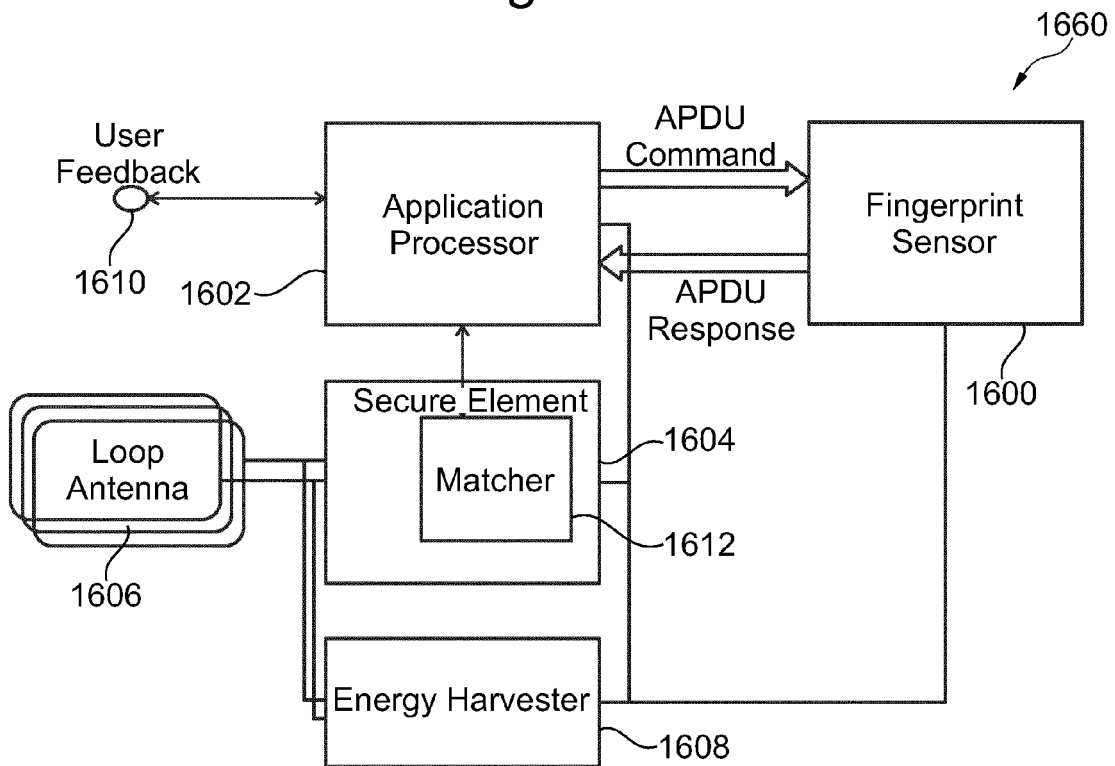 1660
User
Feedback
1610
1602
Application
Processor
APDU
Command
APDU
Response
Fingerprint
Sensor
1600
Loop
Antenna
1606
Secure Element
Matcher
1604
1612
Energy Harvester
1608